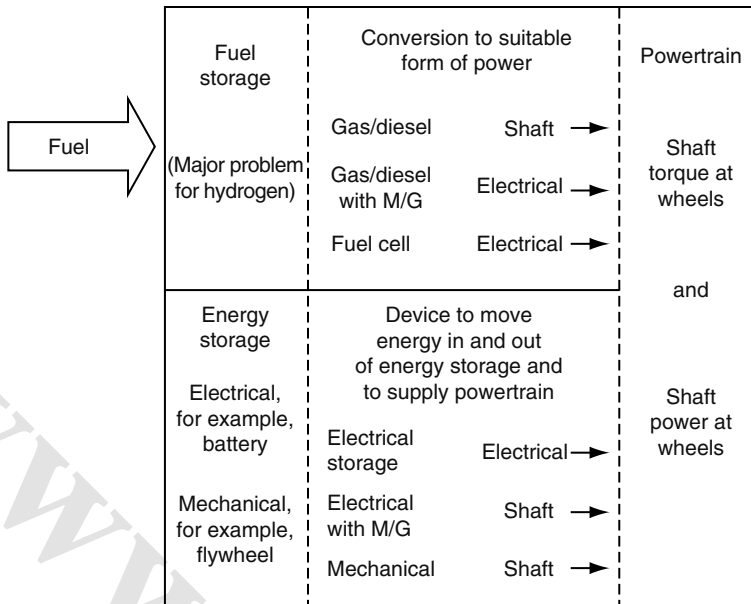 Fuel
Fuel
storage
(Major problem
for hydrogen)
Conversion to suitable
form of power
Gas/diesel Shaft
Gas/diesel
with M/G Electrical
Fuel cell Electrical
Energy
storage
Electrical,
for example,
battery
Mechanical,
for example,
flywheel
Device to move
energy in and out
of energy storage and
to supply powertrain
Electrical
storage Electrical
Electrical
with M/G Shaft
Mechanical Shaft
Powertrain
Shaft
torque at
wheels
and
Shaft
power at
wheels